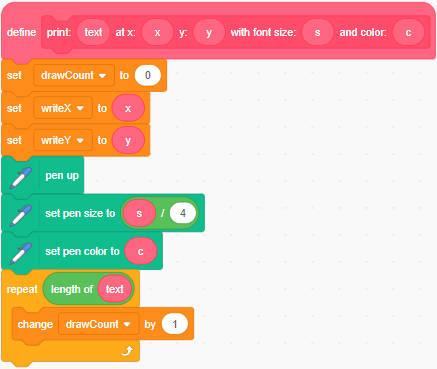 define print: text at x: x y: y with font size: s and color: c
set drawCount to 0
set writeX to x
set writeY to y
pen up
set pen size to s / 4
set pen color to c
repeat length of text
change drawCount by 1